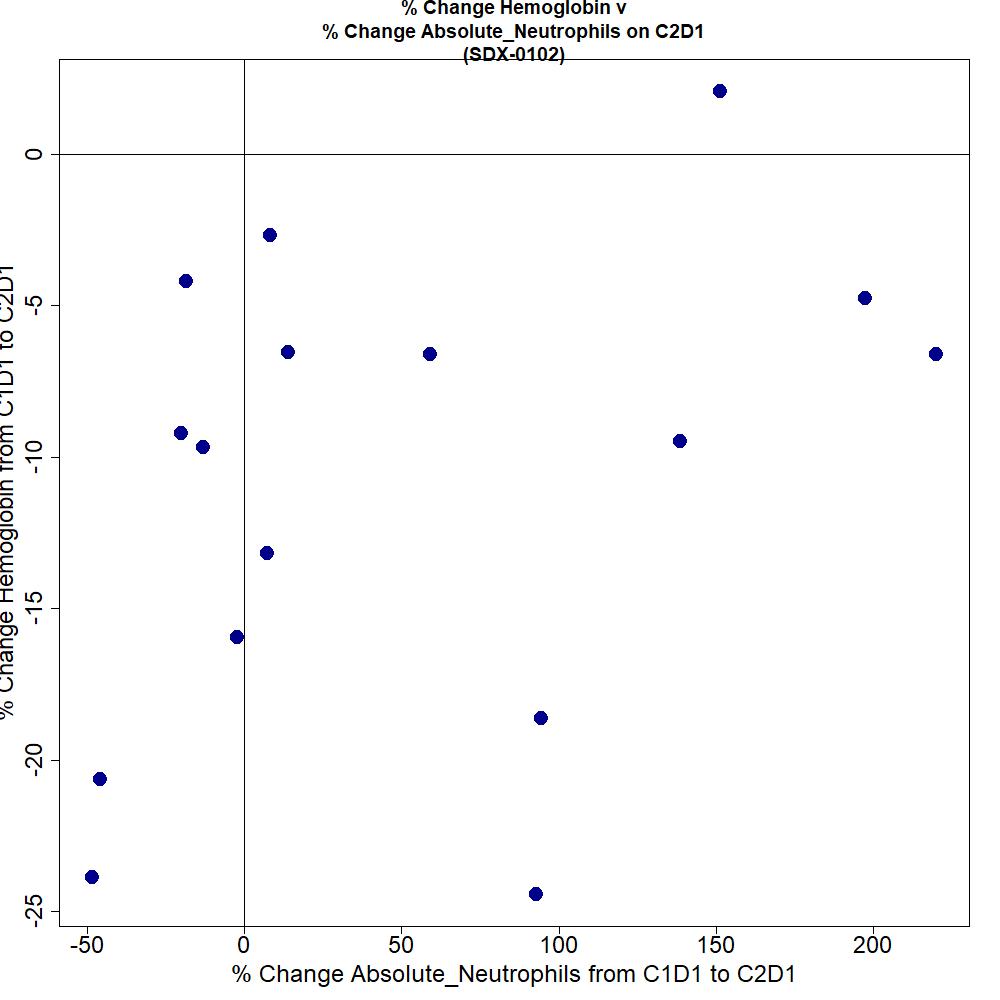 % Change Hemoglobin v
% Change Absolute_Neutrophils on C2D1
(SDX-0102)
% Change Hemoglobin from C1D1 to C2D1
0
-5
-10
-15
-20
-25
-50
0
50
100
150
200
% Change Absolute_Neutrophils from C1D1 to C2D1